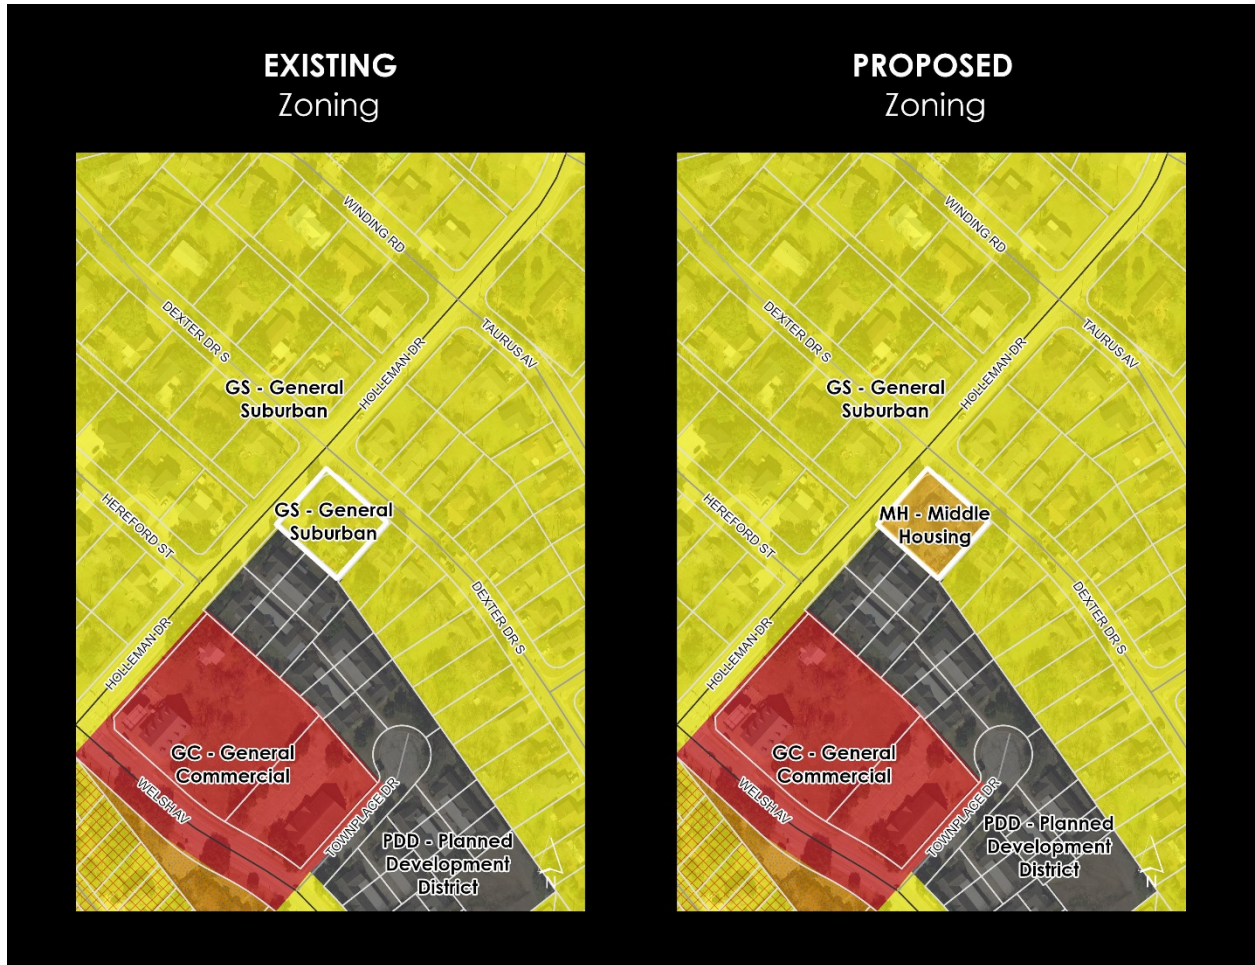 EXISTING
Zoning
WINDING RD
DEXTER DR S
TAURUS AV
HOLLEMAN DR
GS - General
Suburban
HEREFORD ST
GS - General
Suburban
DEXTER DR S
HOLLEMAN DR
GC - General
Commercial
WELSH AV
TOWNPLACE DR
PDD - Planned
Development
District
N
PROPOSED
Zoning
WINDING RD
DEXTER DR S
TAURUS AV
HOLLEMAN DR
GS - General
Suburban
HEREFORD ST
MH - Middle
Housing
DEXTER DR S
HOLLEMAN DR
GC - General
Commercial
WELSH AV
TOWNPLACE DR
PDD - Planned
Development
District
N